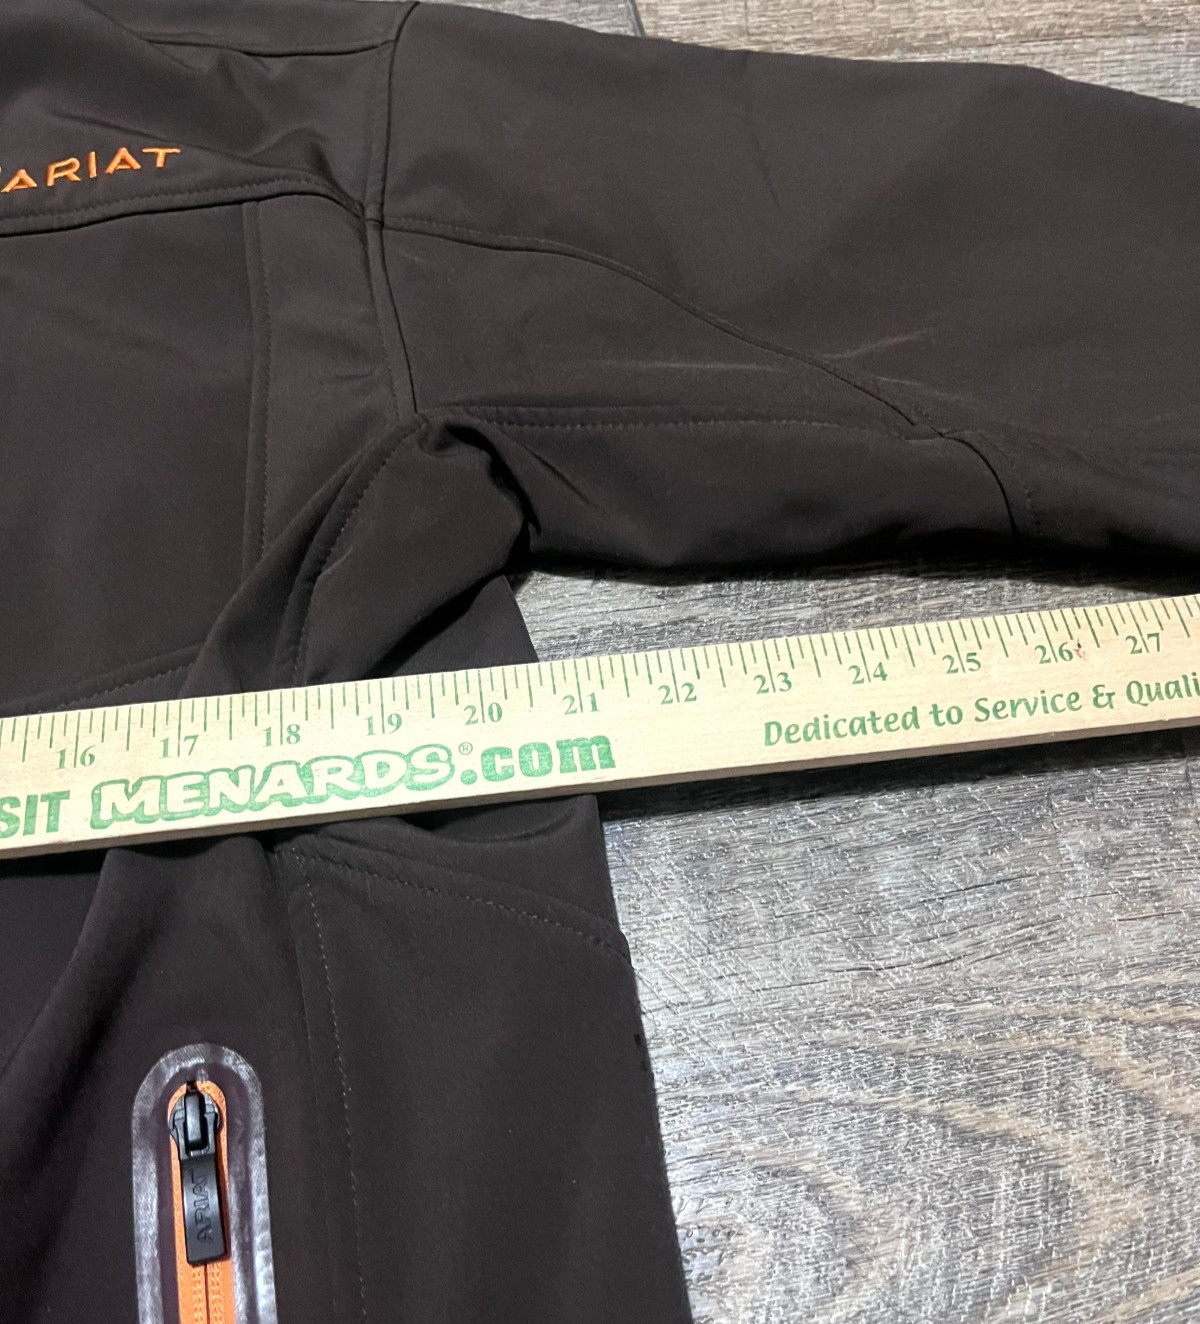 ARIAT
16 17 18 19 20 21 22 23 24 25 26 27
SIT MENARDS®.com
Dedicated to Service & Quali
ARIAT